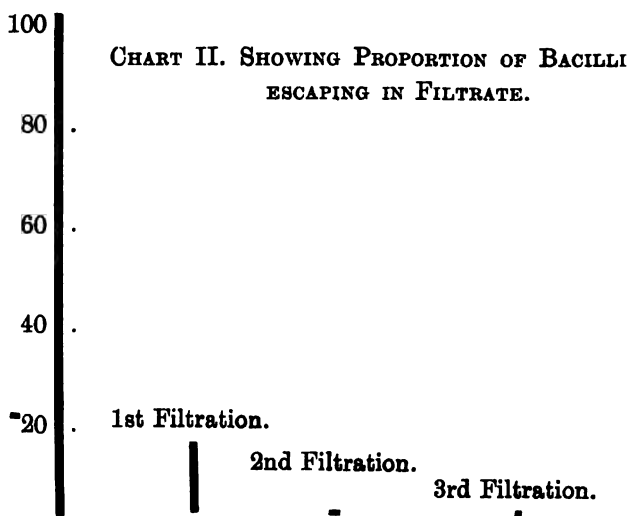 100
CHART II. SHOWING PROPORTION OF BACILLI
ESCAPING IN FILTRATE.
80
60
40
20
1st Filtration.
2nd Filtration.
3rd Filtration.